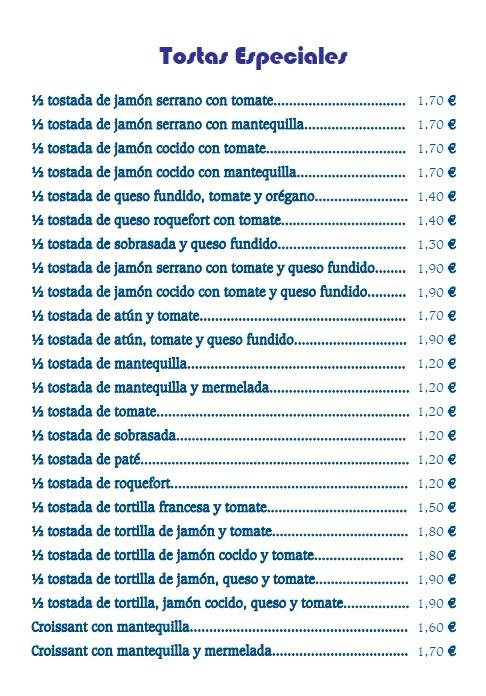 Tostas Especiales
½ tostada de jamón serrano con tomate.................................. 1,70 €
½ tostada de jamón serrano con mantequilla.......................... 1,70 €
½ tostada de jamón cocido con tomate.................................... 1,70 €
½ tostada de jamón cocido con mantequilla............................ 1,70 €
½ tostada de queso fundido, tomate y orégano........................ 1,40 €
½ tostada de queso roquefort con tomate................................ 1,40 €
½ tostada de sobrasada y queso fundido................................. 1,30 €
½ tostada de jamón serrano con tomate y queso fundido........ 1,90 €
½ tostada de jamón cocido con tomate y queso fundido.......... 1,90 €
½ tostada de atún y tomate..................................................... 1,70 €
½ tostada de atún, tomate y queso fundido............................. 1,90 €
½ tostada de mantequilla........................................................ 1,20 €
½ tostada de mantequilla y mermelada.................................... 1,20 €
½ tostada de tomate................................................................. 1,20 €
½ tostada de sobrasada........................................................... 1,20 €
½ tostada de paté..................................................................... 1,20 €
½ tostada de roquefort............................................................. 1,20 €
½ tostada de tortilla francesa y tomate.................................... 1,50 €
½ tostada de tortilla de jamón y tomate................................... 1,80 €
½ tostada de tortilla de jamón cocido y tomate....................... 1,80 €
½ tostada de tortilla de jamón, queso y tomate........................ 1,90 €
½ tostada de tortilla, jamón cocido, queso y tomate................. 1,90 €
Croissant con mantequilla........................................................ 1,60 €
Croissant con mantequilla y mermelada................................... 1,70 €